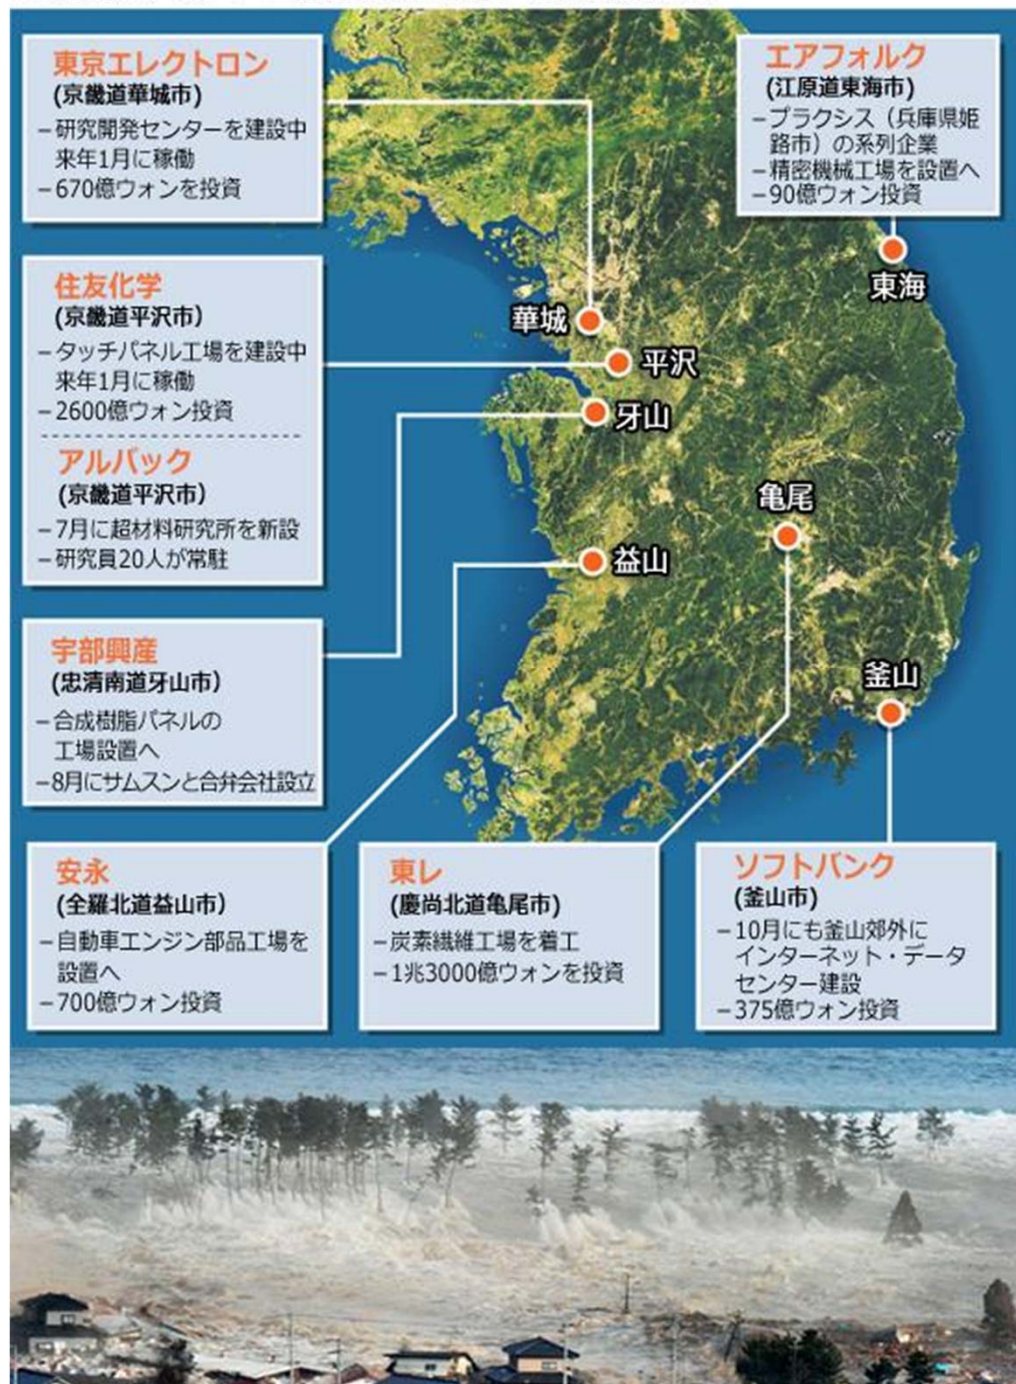 東京エレクトロン
(京畿道華城市)
–研究開発センターを建設中
来年1月に稼働
–670億ウォンを投資
エアフォルク
(江原道東海市)
–プラクシス（兵庫県姫
路市）の系列企業
–精密機械工場を設置へ
–90億ウォン投資
東海
住友化学
(京畿道平沢市)
–タッチパネル工場を建設中
来年1月に稼働
–2600億ウォン投資
アルバック
(京畿道平沢市)
–7月に超材料研究所を新設
–研究員20人が常駐
華城
平沢
牙山
亀尾
益山
釜山
宇部興産
(忠清南道牙山市)
–合成樹脂パネルの
工場設置へ
–8月にサムスンと合弁会社設立
安永
(全羅北道益山市)
–自動車エンジン部品工場を
設置へ
–700億ウォン投資
東レ
(慶尚北道亀尾市)
–炭素繊維工場を着工
–1兆3000億ウォンを投資
ソフトバンク
(釜山市)
–10月にも釜山郊外に
インターネット・データ
センター建設
–375億ウォン投資